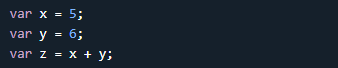 var x = 5;
var y = 6;
var z = x + y;